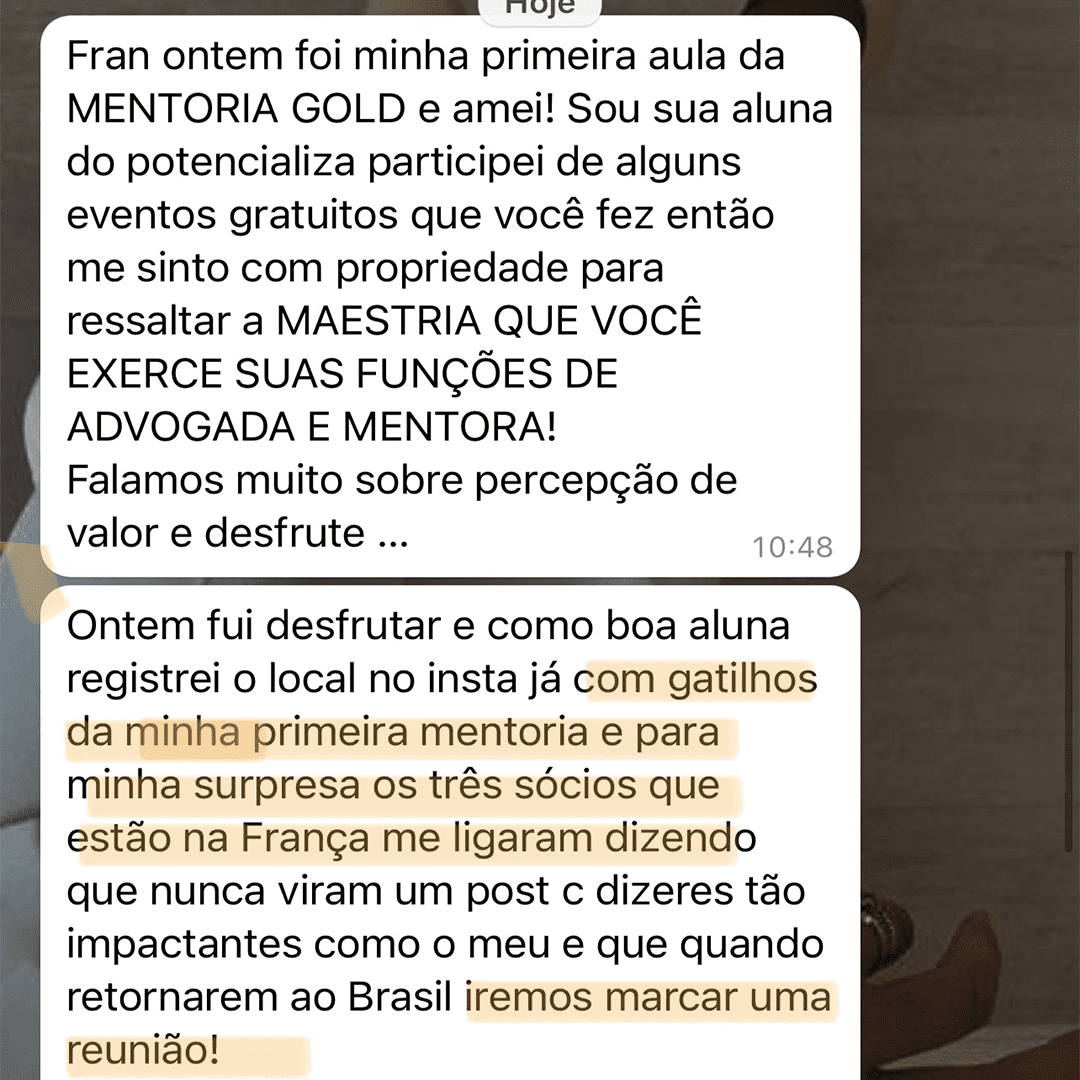 Hoje
Fran ontem foi minha primeira aula da
MENTORIA GOLD e amei! Sou sua aluna
do potencializa participei de alguns
eventos gratuitos que você fez então
me sinto com propriedade para
ressaltar a MAESTRIA QUE VOCÊ
EXERCE SUAS FUNÇÕES DE
ADVOGADA E MENTORA!
Falamos muito sobre percepção de
valor e desfrute ...
10:48
Ontem fui desfrutar e como boa aluna
registrei o local no insta já com gatilhos
da minha primeira mentoria e para
minha surpresa os três sócios que
estão na França me ligaram dizendo
que nunca viram um post c dizeres tão
impactantes como o meu e que quando
retornarem ao Brasil iremos marcar uma
reunião!